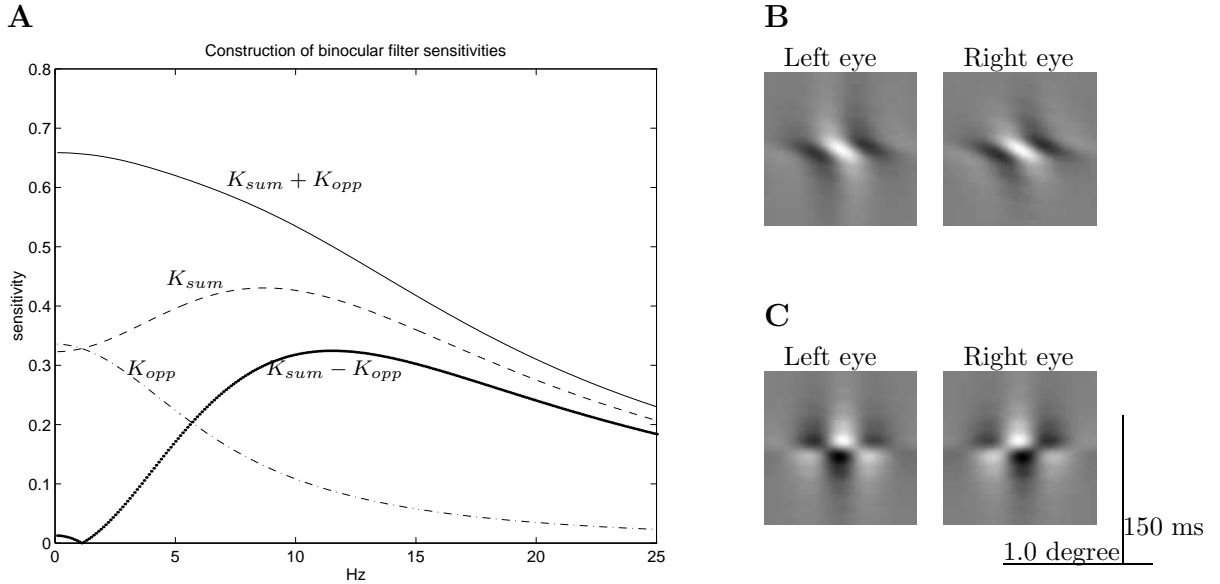 A
Construction of binocular filter sensitivities
0.8
0.7
0.6
0.5
0.4
0.3
0.2
0.1
0
sensitivity
K_sum + K_opp
K_sum
K_opp
K_sum − K_opp
0 5 10 15 20 25
Hz
B
Left eye Right eye
C
Left eye Right eye
150 ms
1.0 degree